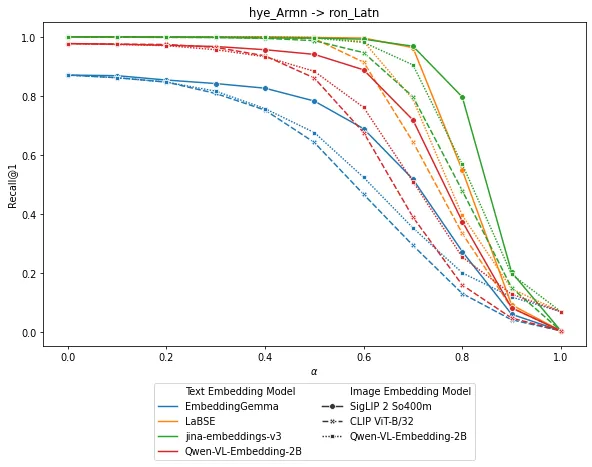 hye_Armn -> ron_Latn
Recall@1
1.0
0.8
0.6
0.4
0.2
0.0
0.0 0.2 0.4 0.6 0.8 1.0
α
Text Embedding Model Image Embedding Model
EmbeddingGemma SigLIP 2 So400m
LaBSE CLIP ViT-B/32
jina-embeddings-v3 Qwen-VL-Embedding-2B
Qwen-VL-Embedding-2B